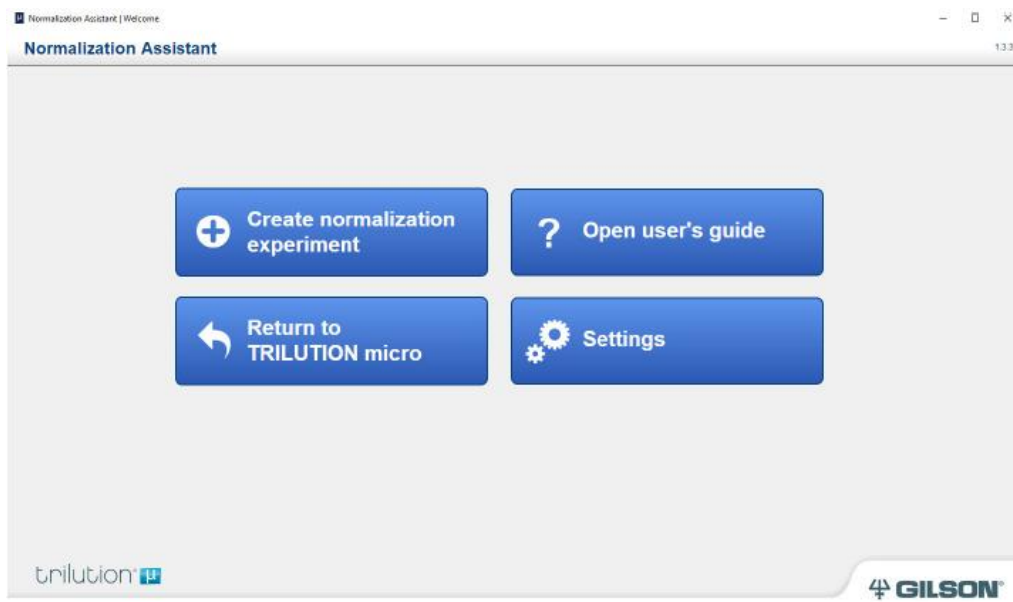 Normalization Assistant | Welcome
Normalization Assistant
1.3.3
Create normalization
experiment
? Open user's guide
Return to
TRILUTION micro
Settings
trilution® µ
GILSON®